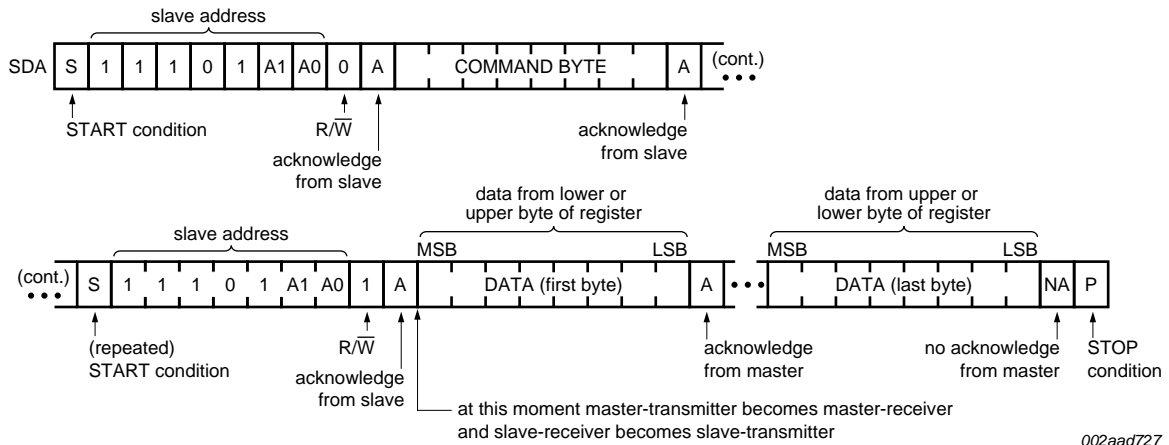 slave address
SDA S 1 1 1 0 1 A1 A0 0 A COMMAND BYTE A (cont.)
START condition R/W acknowledge
acknowledge from slave
from slave
data from lower or data from upper or
upper byte of register lower byte of register
slave address
MSB LSB MSB LSB
(cont.) S 1 1 1 0 1 A1 A0 1 A DATA (first byte) A DATA (last byte) NA P
(repeated) R/W acknowledge no acknowledge STOP
START condition acknowledge from master from master condition
from slave
at this moment master-transmitter becomes master-receiver
and slave-receiver becomes slave-transmitter
002aad727